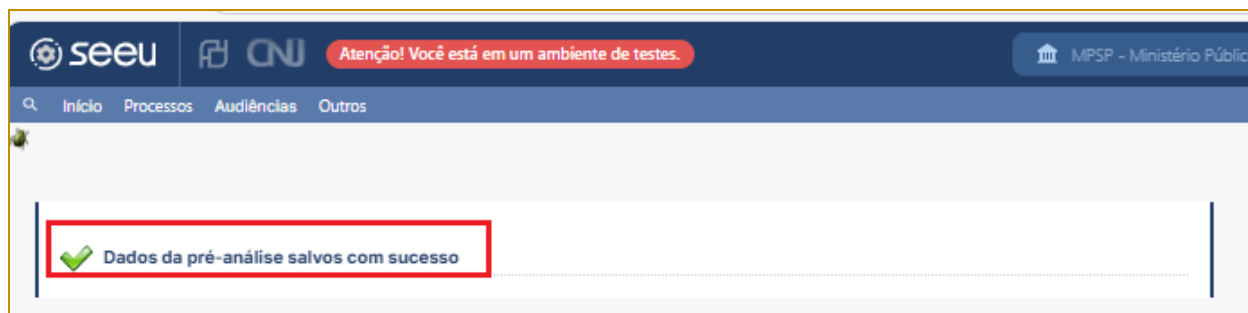 seeu CNJ Atenção! Você está em um ambiente de testes. MPSP - Ministério Públic
Início Processos Audiências Outros
Dados da pré-análise salvos com sucesso